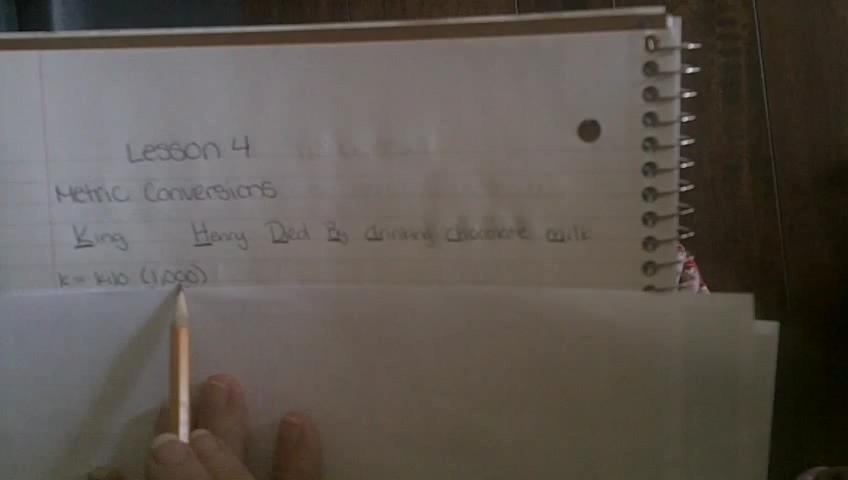 Lesson 4
Metric Conversions
King Henry Died By drinking chocolate milk
K= kilo (1,000)